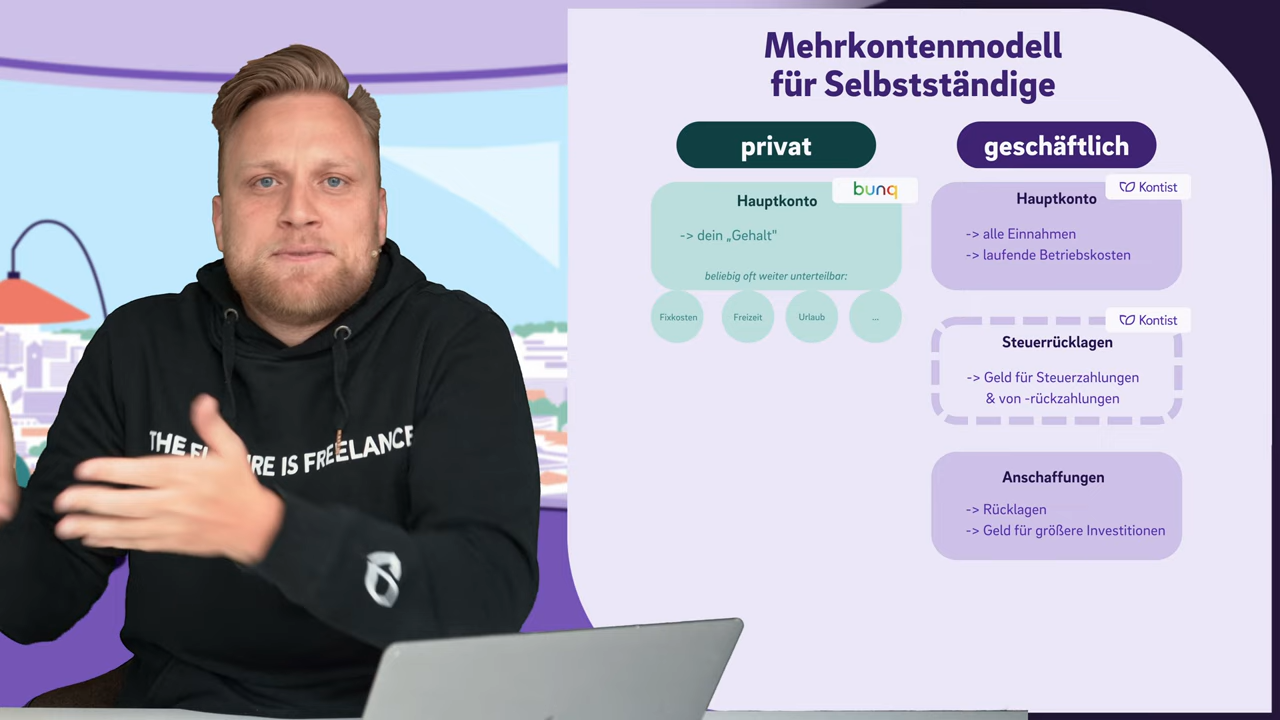 Mehrkontenmodell
für Selbstständige
privat
bunq
Hauptkonto
-> dein „Gehalt"
beliebig oft weiter unterteilbar:
Fixkosten
Freizeit
Urlaub
...
geschäftlich
Kontist
Hauptkonto
-> alle Einnahmen
-> laufende Betriebskosten
Kontist
Steuerrücklagen
-> Geld für Steuerzahlungen
& von -rückzahlungen
Anschaffungen
-> Rücklagen
-> Geld für größere Investitionen
THE IS FREELANCE